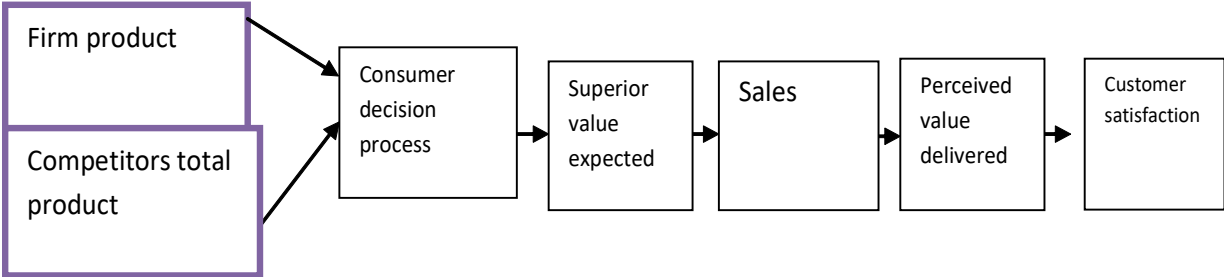 Firm product
Competitors total
product
Consumer
decision
process
Superior
value
expected
Sales
Perceived
value
delivered
Customer
satisfaction